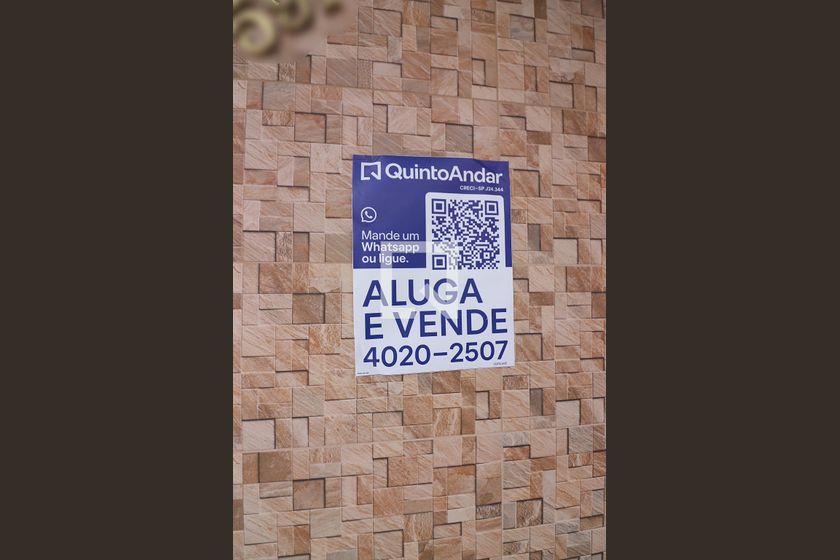 QuintoAndar
CRECI-SP J24.344
Mande um
Whatsapp
ou ligue.
ALUGA
E VENDE
4020-2507